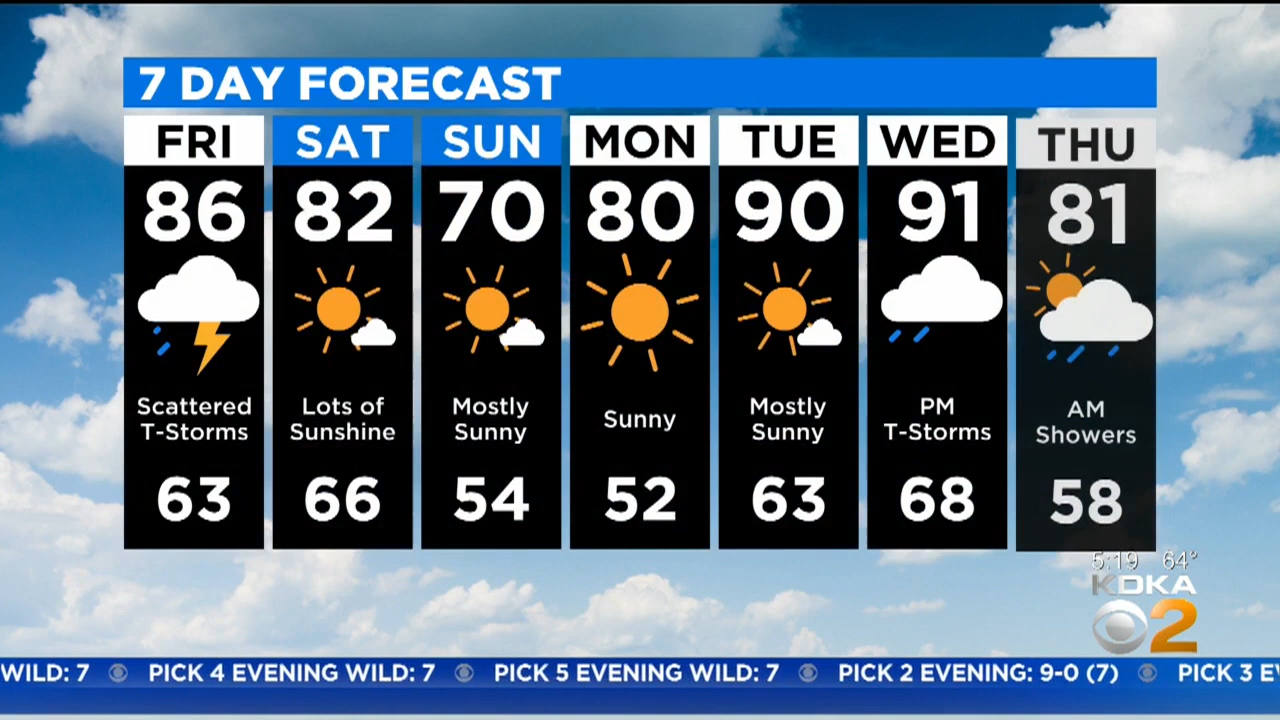 7 DAY FORECAST
FRI SAT SUN MON TUE WED THU
86 82 70 80 90 91 81
Scattered
T-Storms
Lots of
Sunshine
Mostly
Sunny
Sunny
Mostly
Sunny
PM
T-Storms
AM
Showers
63 66 54 52 63 68 58
5:19 64°
KDKA
2
WILD: 7 PICK 4 EVENING WILD: 7 PICK 5 EVENING WILD: 7 PICK 2 EVENING: 9-0 (7) PICK 3 E